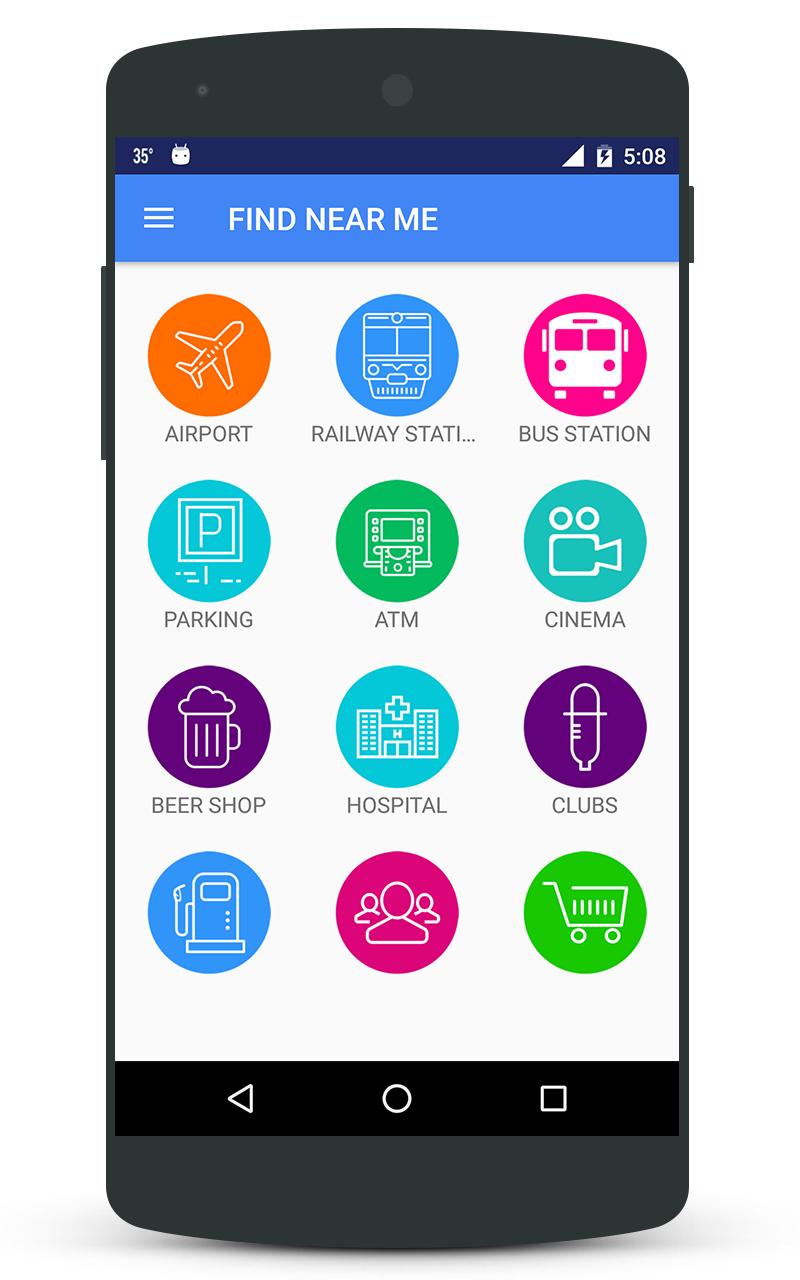 35° 5:08
FIND NEAR ME
AIRPORT RAILWAY STATI... BUS STATION
P
PARKING ATM CINEMA
H
BEER SHOP HOSPITAL CLUBS